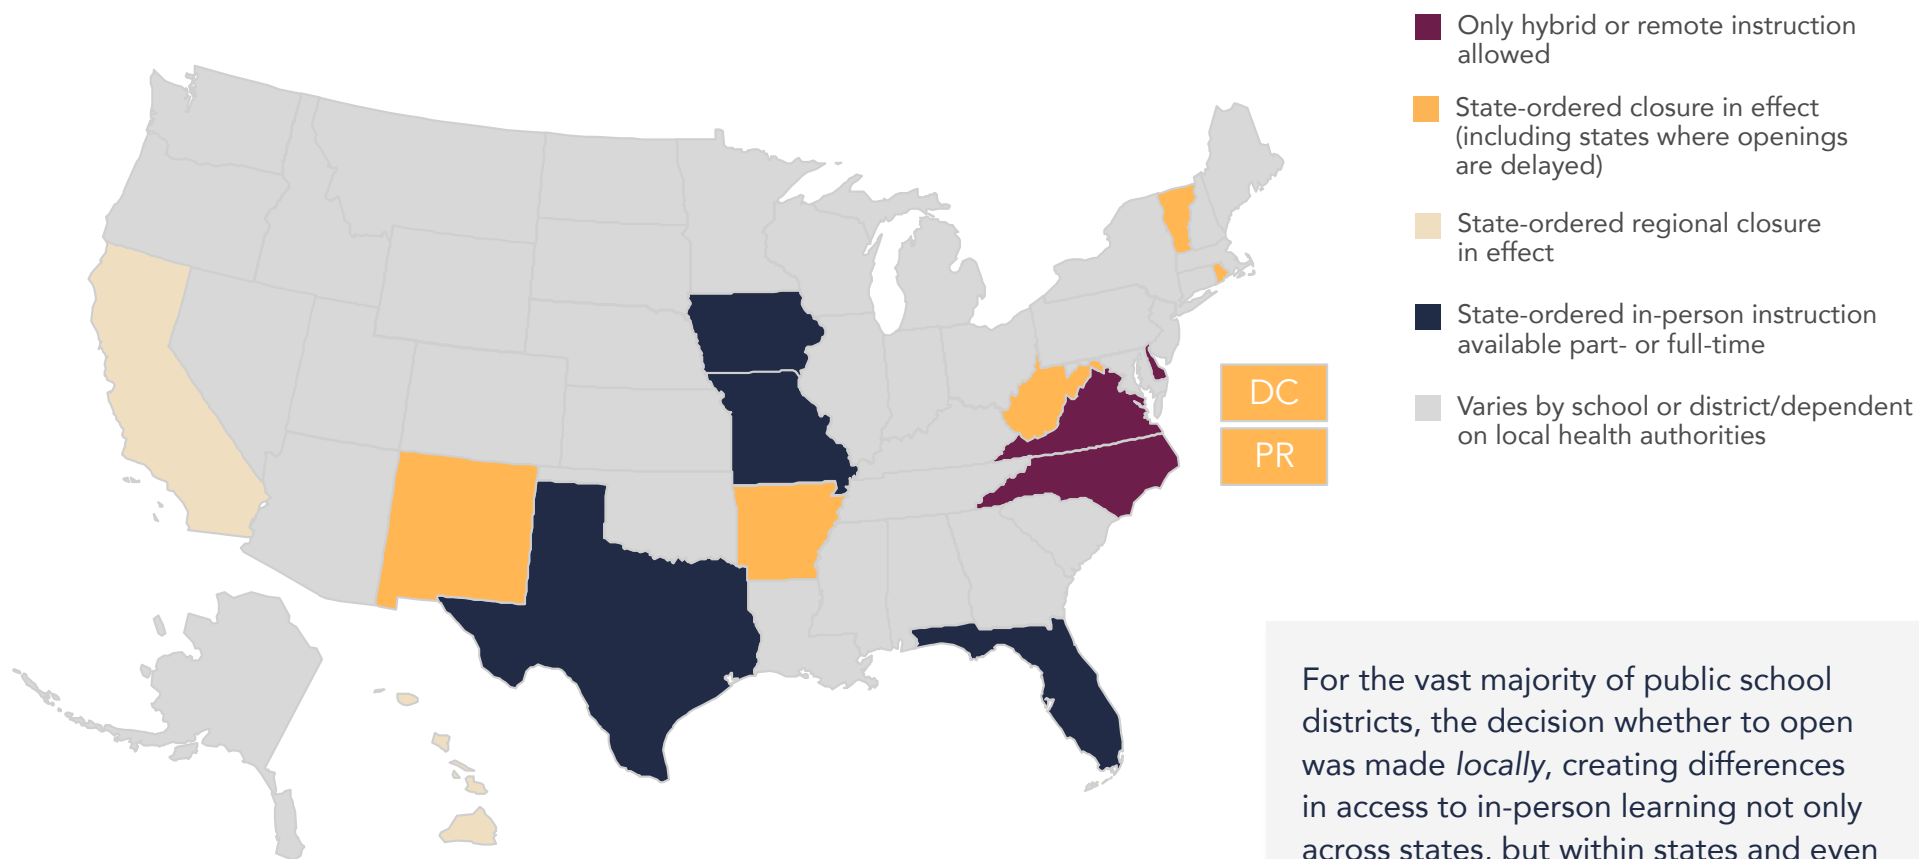 Only hybrid or remote instruction
allowed
State-ordered closure in effect
(including states where openings
are delayed)
State-ordered regional closure
in effect
State-ordered in-person instruction
available part- or full-time
Varies by school or district/dependent
on local health authorities
DC
PR
For the vast majority of public school
districts, the decision whether to open
was made locally, creating differences
in access to in-person learning not only
across states, but within states and even